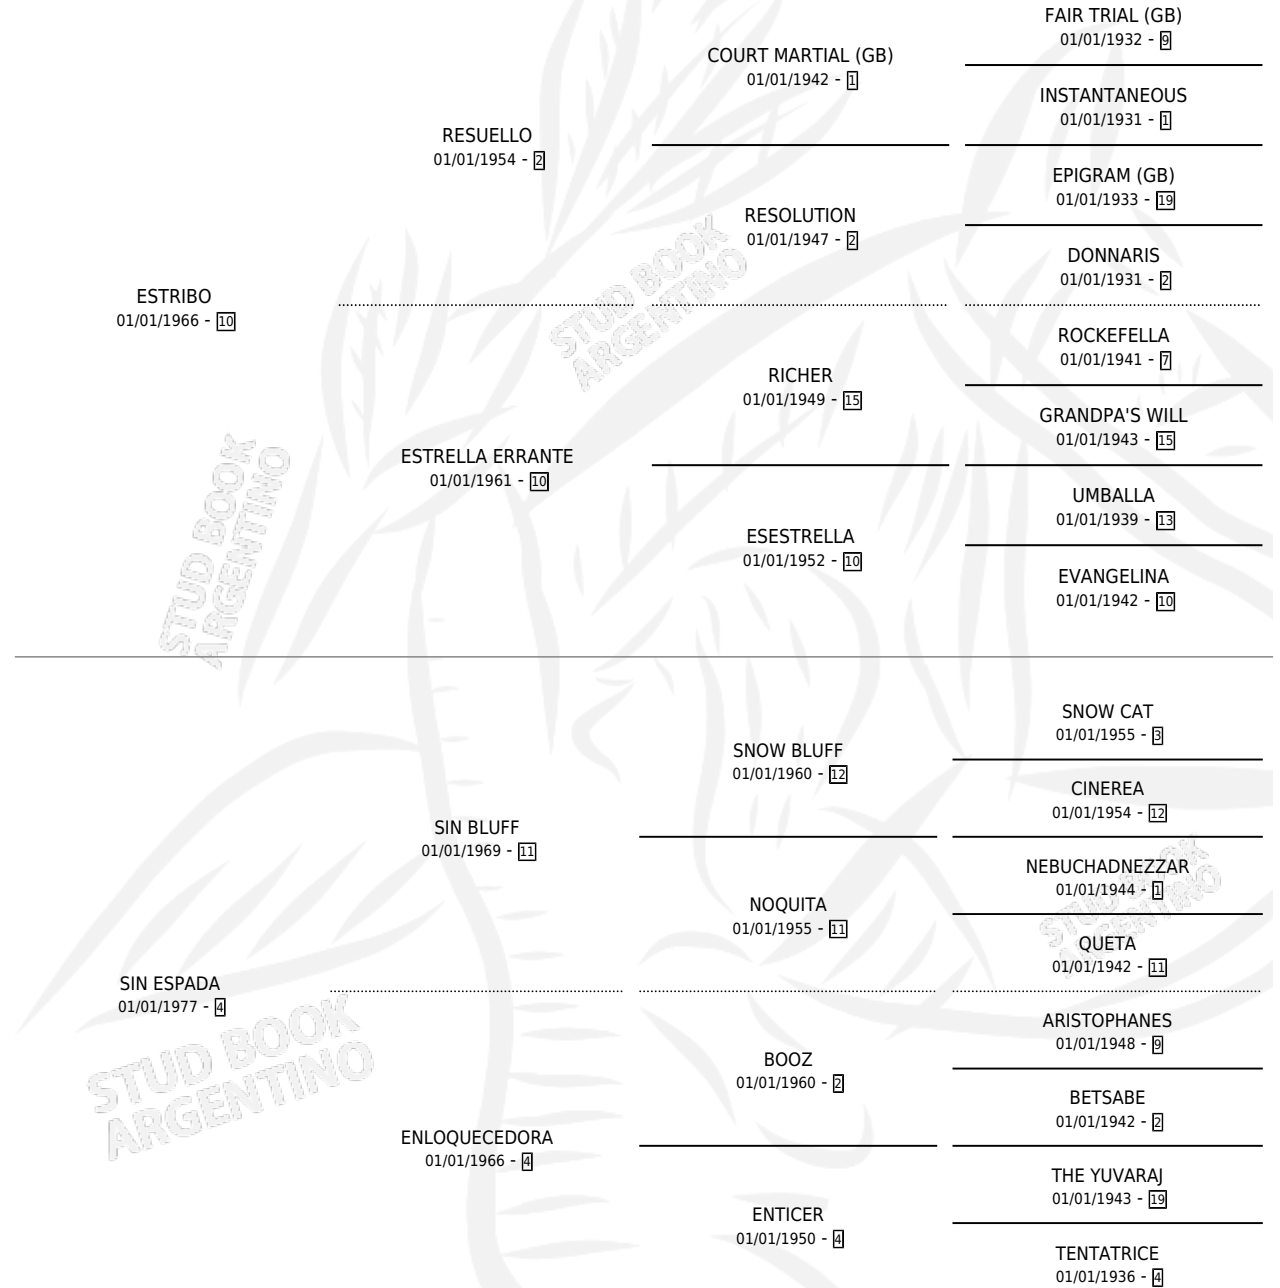 FAIR TRIAL (GB)
01/01/1932 - 9
COURT MARTIAL (GB)
01/01/1942 - 1
INSTANTANEOUS
01/01/1931 - 1
RESUELLO
01/01/1954 - 2
EPIGRAM (GB)
01/01/1933 - 19
RESOLUTION
01/01/1947 - 2
DONNARIS
01/01/1931 - 2
ESTRIBO
01/01/1966 - 10
ROCKEFELLA
01/01/1941 - 7
RICHER
01/01/1949 - 15
GRANDPA'S WILL
01/01/1943 - 15
ESTRELLA ERRANTE
01/01/1961 - 10
UMBALLA
01/01/1939 - 13
ESESTRELLA
01/01/1952 - 10
EVANGELINA
01/01/1942 - 10
SNOW CAT
01/01/1955 - 3
SNOW BLUFF
01/01/1960 - 12
CINEREA
01/01/1954 - 12
SIN BLUFF
01/01/1969 - 11
NEBUCHADNEZZAR
01/01/1944 - 1
NOQUITA
01/01/1955 - 11
QUETA
01/01/1942 - 11
SIN ESPADA
01/01/1977 - 4
ARISTOPHANES
01/01/1948 - 9
BOOZ
01/01/1960 - 2
BETSABE
01/01/1942 - 2
ENLOQUECEDORA
01/01/1966 - 4
THE YUVARAJ
01/01/1943 - 19
ENTICER
01/01/1950 - 4
TENTATRICE
01/01/1936 - 4
STUD BOOK
ARGENTINO
STUD BOOK
ARGENTINO
STUD BOOK
ARGENTINO
STUD BOOK
ARGENTINO